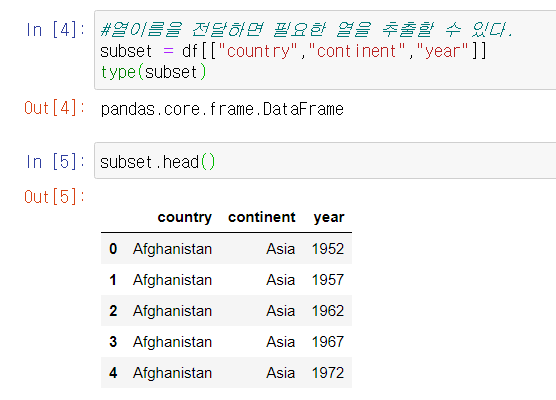 In [4]: #열이름을 전달하면 필요한 열을 추출할 수 있다.
subset = df[["country","continent","year"]]
type(subset)
Out[4]: pandas.core.frame.DataFrame
In [5]: subset.head()
Out[5]:
country continent year
0 Afghanistan Asia 1952
1 Afghanistan Asia 1957
2 Afghanistan Asia 1962
3 Afghanistan Asia 1967
4 Afghanistan Asia 1972